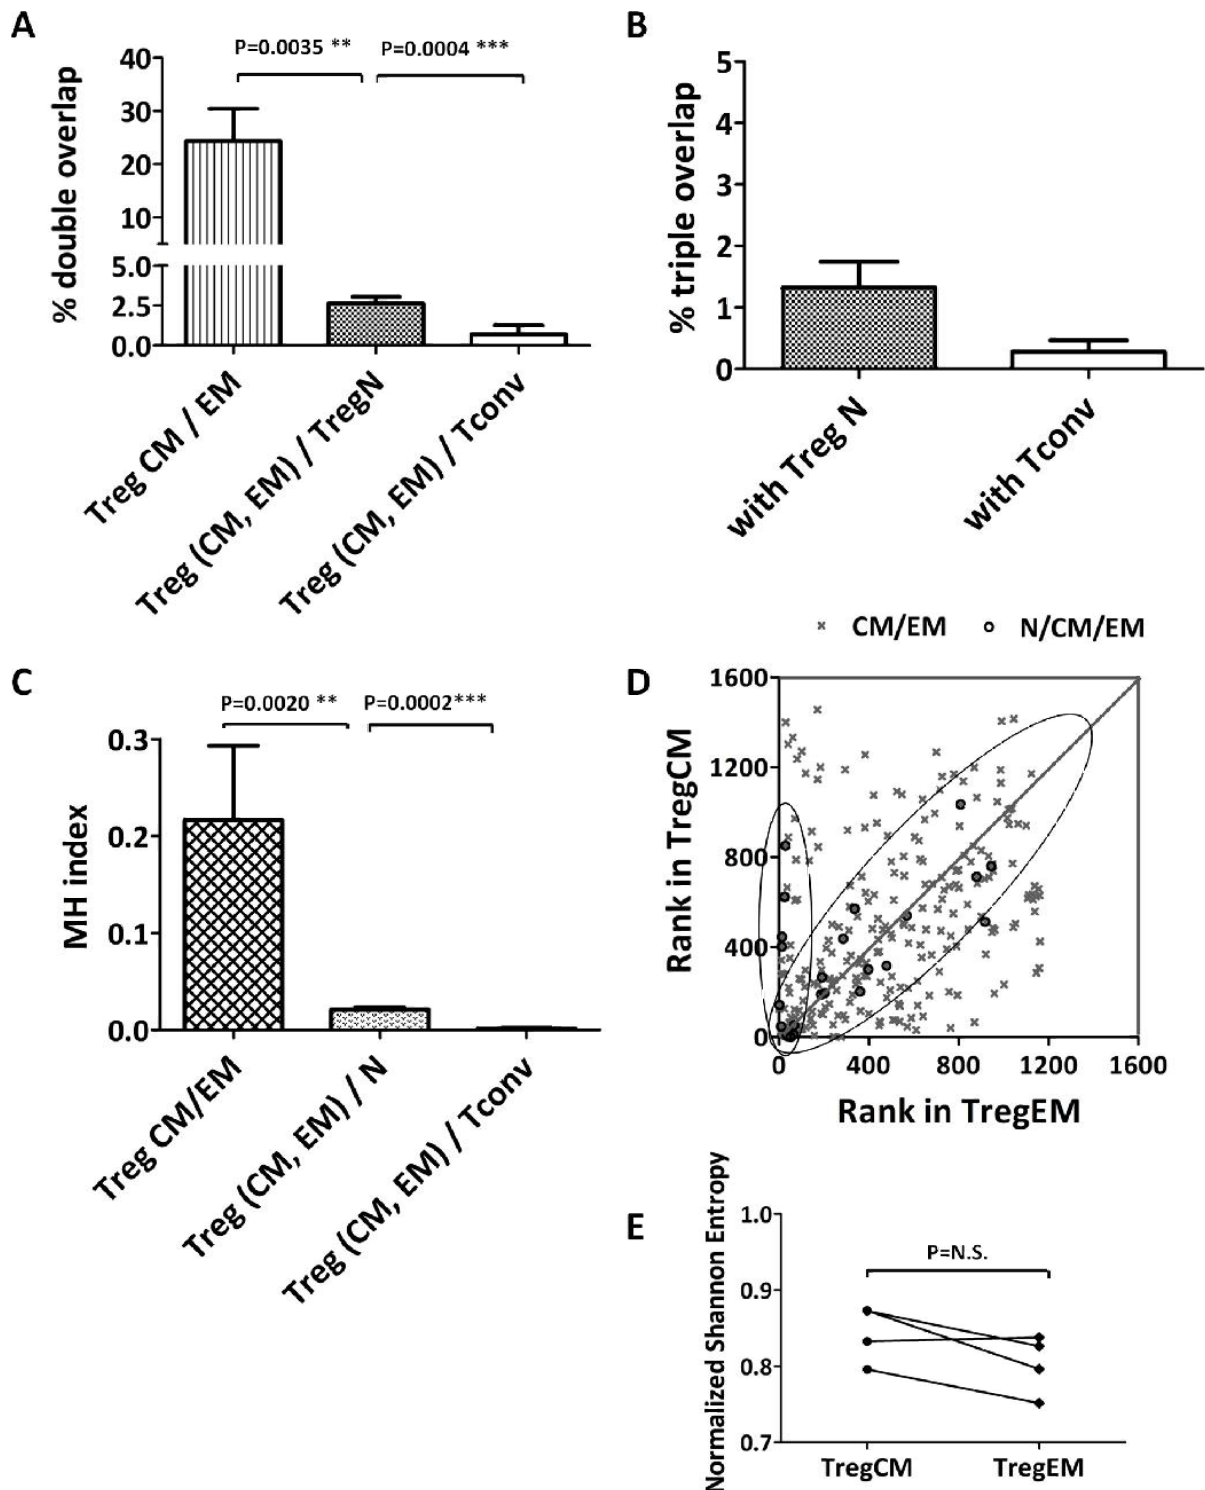 A
P=0.0035 **
P=0.0004 ***
% double overlap
40
30
20
10
5.0
2.5
0.0
Treg CM / EM
Treg (CM, EM) / TregN
Treg (CM, EM) / Tconv
B
% triple overlap
5
4
3
2
1
0
with Treg N
with Tconv
C
P=0.0020 **
P=0.0002***
MH index
0.3
0.2
0.1
0.0
Treg CM/EM
Treg (CM, EM) / N
Treg (CM, EM) / Tconv
CM/EM
N/CM/EM
D
Rank in TregCM
1600
1200
800
400
0
0 400 800 1200 1600
Rank in TregEM
E
Normalized Shannon Entropy
1.0
0.9
0.8
0.7
P=N.S.
TregCM
TregEM